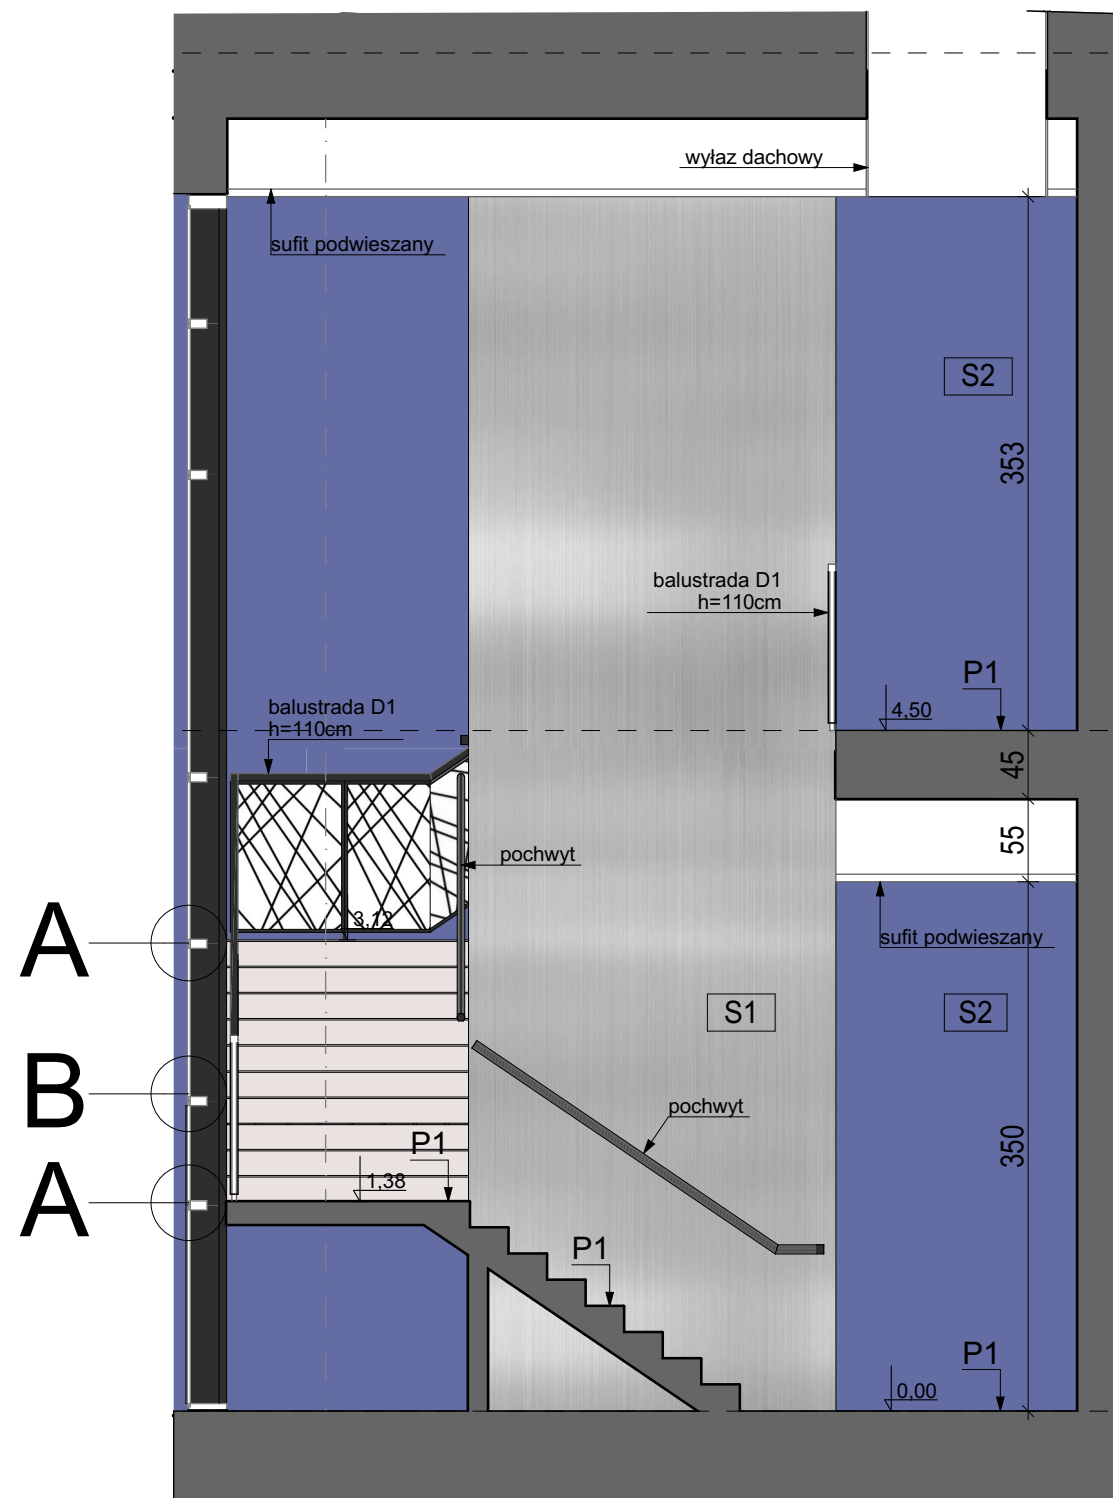 wyłaz dachowy
sufit podwieszany
S2
353
balustrada D1
h=110cm
P1
4,50
balustrada D1
h=110cm
45
55
pochwyt
3,12
A
sufit podwieszany
S1
S2
B
pochwyt
P1
350
A
1,38
P1
P1
0,00